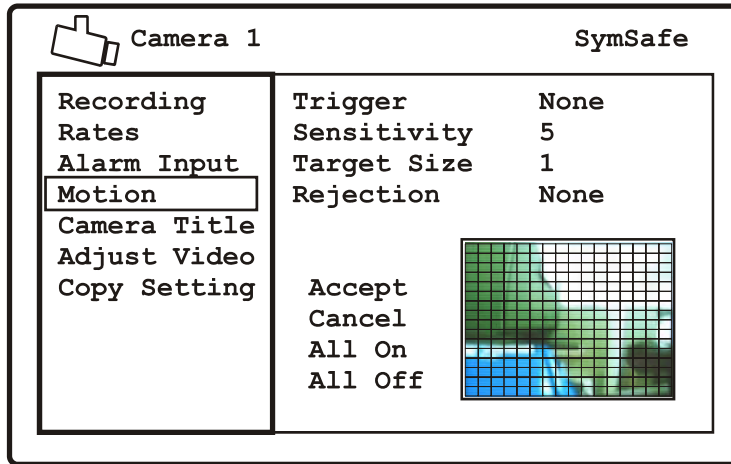 Camera 1 SymSafe
Recording
Rates
Alarm Input
Motion
Camera Title
Adjust Video
Copy Setting
Trigger None
Sensitivity 5
Target Size 1
Rejection None
Accept
Cancel
All On
All Off